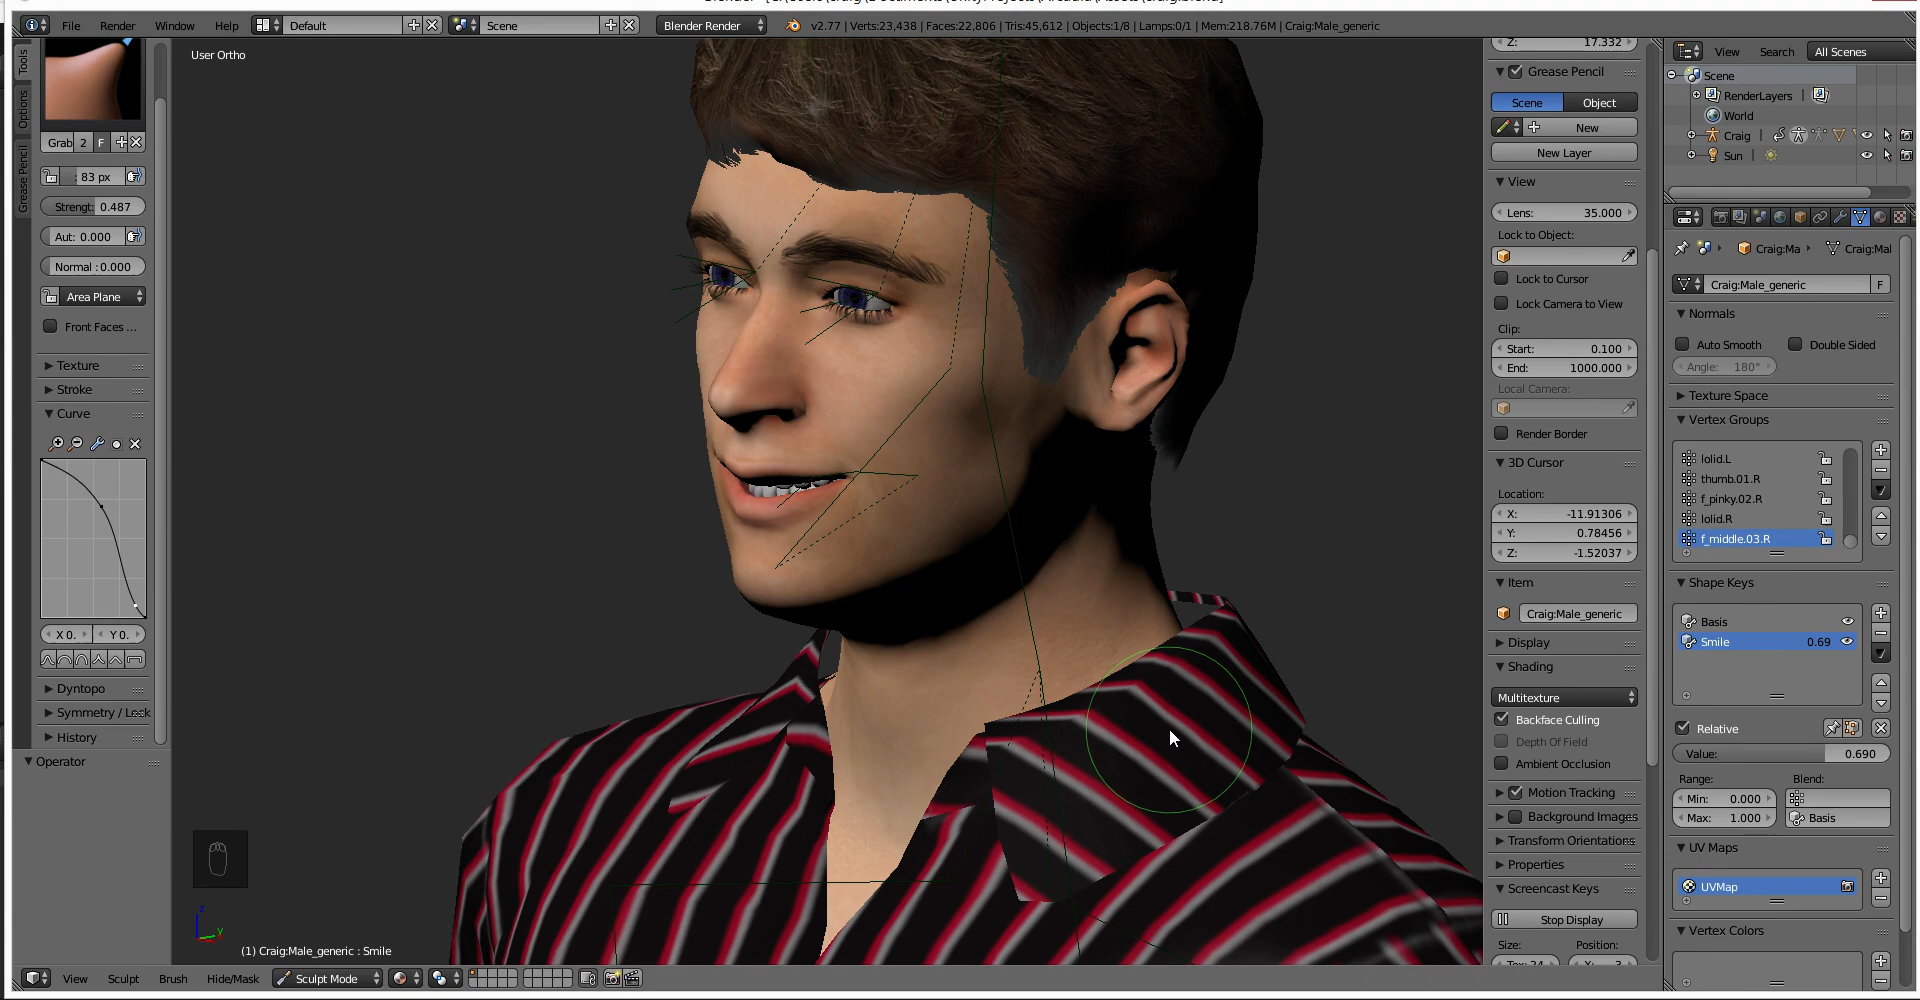 File Render Window Help Default Scene Blender Render v2.77 | Verts:23,438 | Faces:22,806 | Tris:45,612 | Objects:1/8 | Lamps:0/1 | Mem:218.76M | Craig:Male_generic
User Ortho
Tools
Options
Grease Pencil
Grab 2 F
: 83 px
Strengt: 0.487
Aut: 0.000
Normal : 0.000
Area Plane
Front Faces ...
Texture
Stroke
Curve
X 0. Y 0.
Dyntopo
Symmetry / Lock
History
Operator
(1) Craig:Male_generic : Smile
View Sculpt Brush Hide/Mask Sculpt Mode
Z: 17.332
Grease Pencil
Scene Object
New
New Layer
View
Lens: 35.000
Lock to Object:
Lock to Cursor
Lock Camera to View
Clip:
Start: 0.100
End: 1000.000
Local Camera:
Render Border
3D Cursor
Location:
X: -11.91306
Y: 0.78456
Z: -1.52037
Item
Craig:Male_generic
Display
Shading
Multitexture
Backface Culling
Depth Of Field
Ambient Occlusion
Motion Tracking
Background Images
Transform Orientations
Properties
Screencast Keys
Stop Display
Size: Position:
View Search All Scenes
Scene
RenderLayers
World
Craig
Sun
Craig:Ma Craig:Mal
Craig:Male_generic F
Normals
Auto Smooth Double Sided
Angle: 180°
Texture Space
Vertex Groups
lolid.L
thumb.01.R
f_pinky.02.R
lolid.R
f_middle.03.R
Shape Keys
Basis
Smile 0.69
Relative
Value: 0.690
Range: Blend:
Min: 0.000
Max: 1.000 Basis
UV Maps
UVMap
Vertex Colors